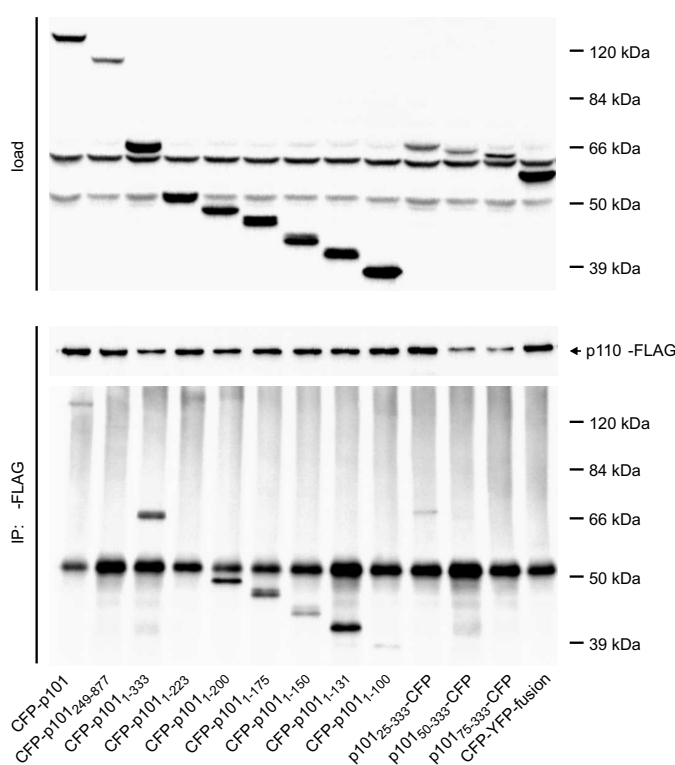 load
120 kDa
84 kDa
66 kDa
50 kDa
39 kDa
p110 -FLAG
IP: -FLAG
120 kDa
84 kDa
66 kDa
50 kDa
39 kDa
CFP-p101
CFP-p101249-877
CFP-p1011-333
CFP-p1011-223
CFP-p1011-200
CFP-p1011-175
CFP-p1011-150
CFP-p1011-131
CFP-p1011-100
p10125-333-CFP
p10150-333-CFP
p10175-333-CFP
CFP-YFP-fusion